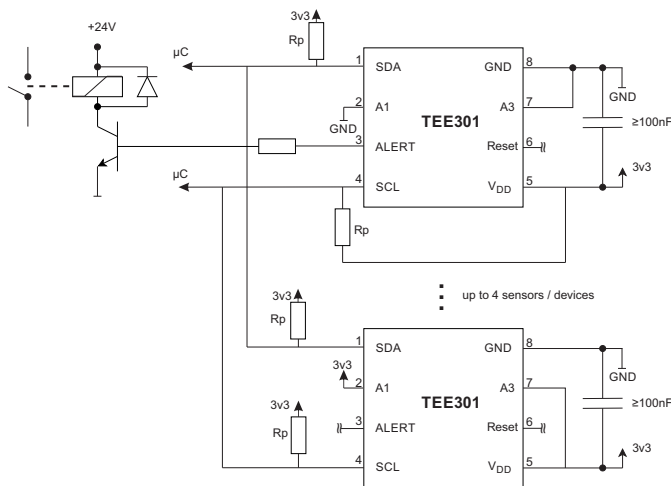 +24V
µC
3v3
Rp
1
SDA
GND
8
GND
2
A1
A3
7
GND
TEE301
≥100nF
3
ALERT
Reset
6
3v3
µC
4
SCL
VDD
5
Rp
up to 4 sensors / devices
3v3
Rp
1
SDA
GND
8
3v3
2
A1
A3
7
GND
TEE301
≥100nF
3v3
Rp
3
ALERT
Reset
6
3v3
4
SCL
VDD
5